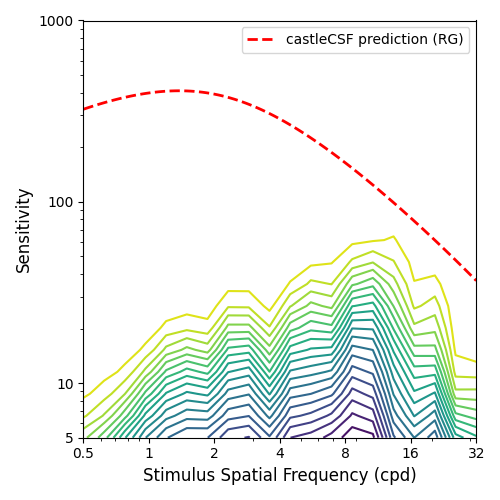 castleCSF prediction (RG)
1000
100
10
5
Sensitivity
0.5 1 2 4 8 16 32
Stimulus Spatial Frequency (cpd)